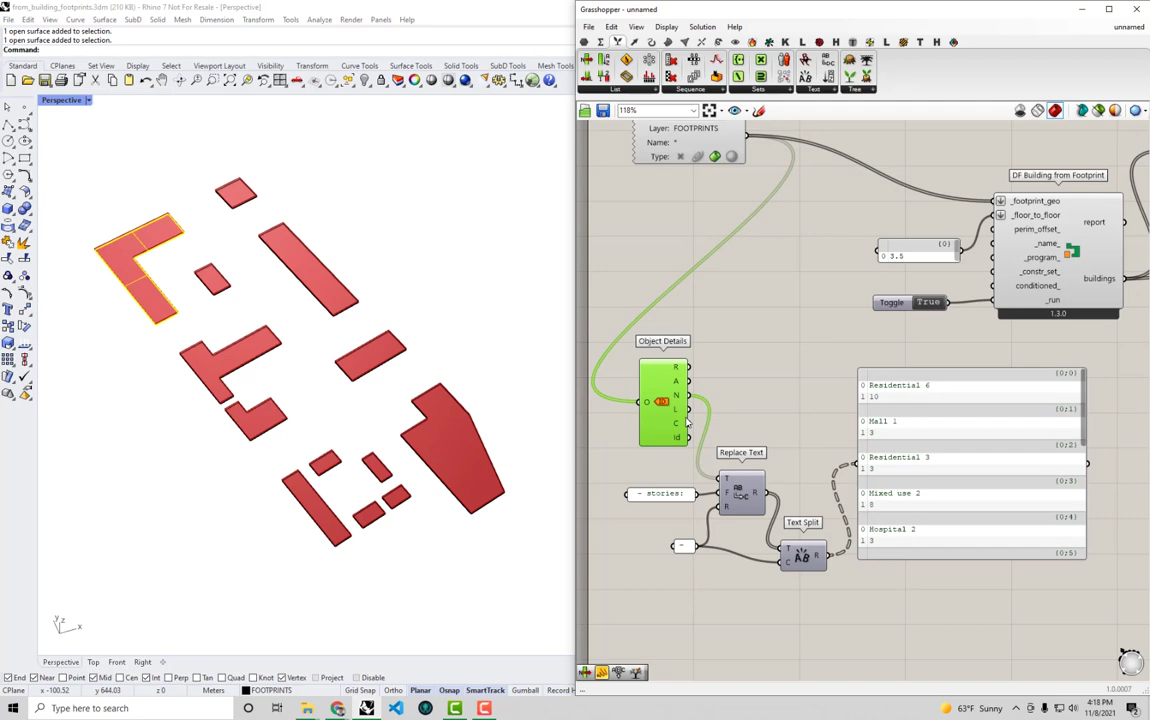 from_building_footprints.3dm (210 KB) - Rhino 7 Not For Resale - [Perspective]
File Edit View Curve Surface SubD Solid Mesh Dimension Transform Tools Analyze Render Panels Help
1 open surface added to selection.
1 open surface added to selection.
Command:
Standard CPlanes Set View Display Select Viewport Layout Visibility Transform Curve Tools Surface Tools Solid Tools SubD Tools Mesh Tools
Perspective
z
y
x
Perspective Top Front Right
End Near Point Mid Cen Int Perp Tan Quad Knot Vertex Project Disable
CPlane x -100.52 y 644.03 z 0 Meters FOOTPRINTS Grid Snap Ortho Planar Osnap SmartTrack Gumball Record H
Grasshopper - unnamed
File Edit View Display Solution Help unnamed
List Sequence Sets Text Tree
118%
Layer: FOOTPRINTS
Name: *
Type:
DF Building from Footprint
_footprint_geo
_floor_to_floor
perim_offset_
_name_
_program_
_constr_set_
conditioned_
_run
report
buildings
1.3.0
{0}
0 3.5
Toggle True
Object Details
O
R
A
N
L
C
Id
Replace Text
T
F
R
R
- stories:
-
Text Split
T
C
R
{0;0}
0 Residential 6
1 10
{0;1}
0 Mall 1
1 3
{0;2}
0 Residential 3
1 3
{0;3}
0 Mixed use 2
1 8
{0;4}
0 Hospital 2
1 3
{0;5}
...
1.0.0007
Type here to search
63°F Sunny
4:18 PM
11/8/2021